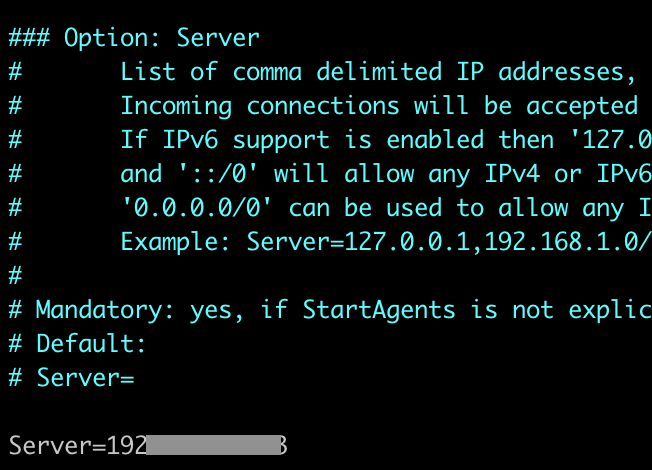 ### Option: Server
# List of comma delimited IP addresses,
# Incoming connections will be accepted
# If IPv6 support is enabled then '127.0
# and '::/0' will allow any IPv4 or IPv6
# '0.0.0.0/0' can be used to allow any I
# Example: Server=127.0.0.1,192.168.1.0/
#
# Mandatory: yes, if StartAgents is not explic
# Default:
# Server=
Server=192